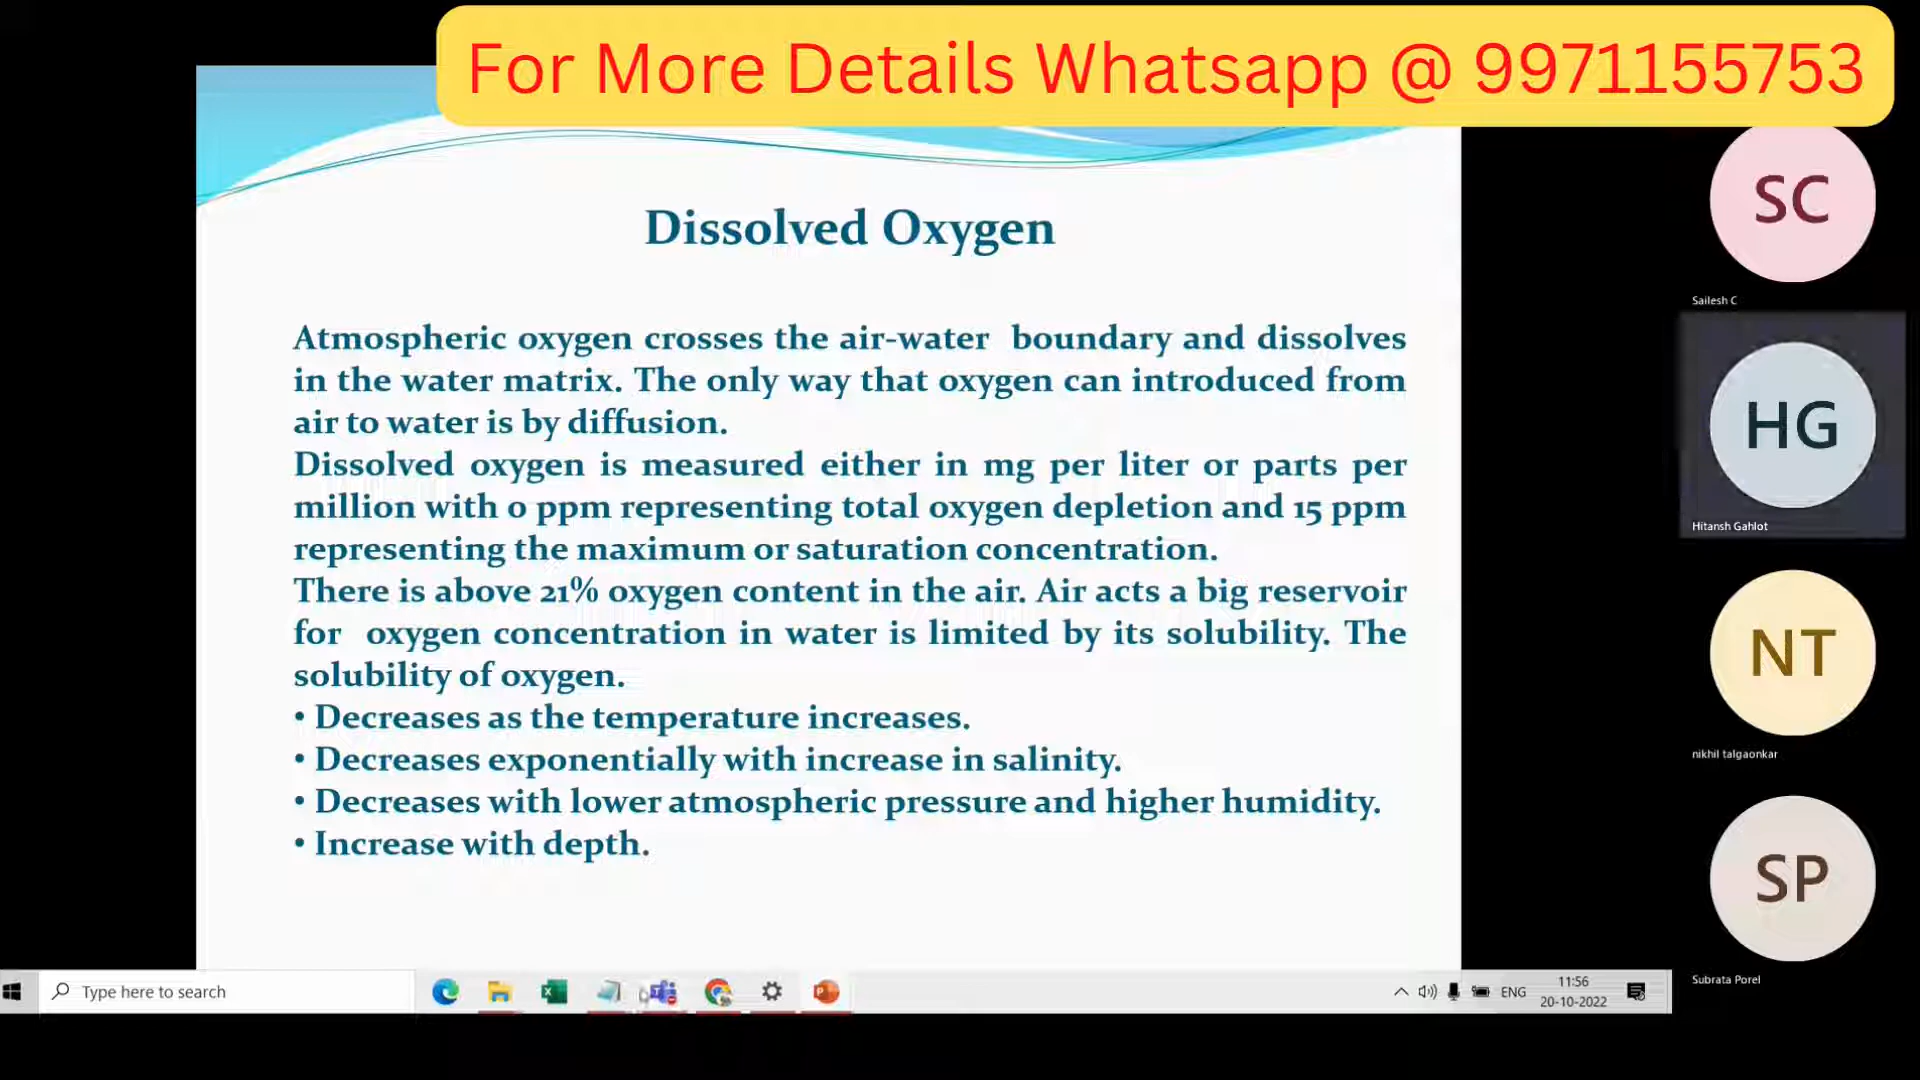 For More Details Whatsapp @ 9971155753
Dissolved Oxygen
Atmospheric oxygen crosses the air-water boundary and dissolves
in the water matrix. The only way that oxygen can introduced from
air to water is by diffusion.
Dissolved oxygen is measured either in mg per liter or parts per
million with 0 ppm representing total oxygen depletion and 15 ppm
representing the maximum or saturation concentration.
There is above 21% oxygen content in the air. Air acts a big reservoir
for oxygen concentration in water is limited by its solubility. The
solubility of oxygen.
• Decreases as the temperature increases.
• Decreases exponentially with increase in salinity.
• Decreases with lower atmospheric pressure and higher humidity.
• Increase with depth.
SC
Sailesh C
HG
Hitansh Gahlot
NT
nikhil talgaonkar
SP
Subrata Porel
Type here to search
ENG
11:56
20-10-2022